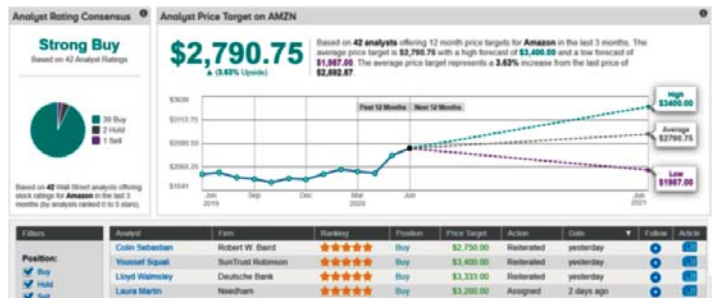 Analyst Rating Consensus
Strong Buy
Based on 42 Analyst Ratings
39 Buy
2 Hold
1 Sell
Based on 42 Wall Street analysts offering
stock ratings for Amazon in the last 3
months (by analysts ranked 0 to 5 stars).
Analyst Price Target on AMZN
$2,790.75
▲ (3.63% Upside)
Based on 42 analysts offering 12 month price targets for Amazon in the last 3 months. The
average price target is $2,790.75 with a high forecast of $3,400.00 and a low forecast of
$1,987.00. The average price target represents a 3.63% increase from the last price of
$2,692.87.
Past 12 Months Next 12 Months
$3113.75
$1541
Jun
2019
Sep
Dec
Mar
2020
Jun
Jun
2021
High
$3400.00
Average
$2790.75
Low
$1987.00
Filters
Position:
Buy
Hold
Sell
Analyst Firm Ranking Position Price Target Action Date ▼ Follow Article
Colin Sebastian Robert W. Baird Buy $2,750.00 Reiterated yesterday
Youssef Squali SunTrust Robinson Buy $3,400.00 Reiterated yesterday
Lloyd Walmsley Deutsche Bank Buy $3,333.00 Reiterated yesterday
Laura Martin Needham Buy $3,200.00 Assigned 2 days ago